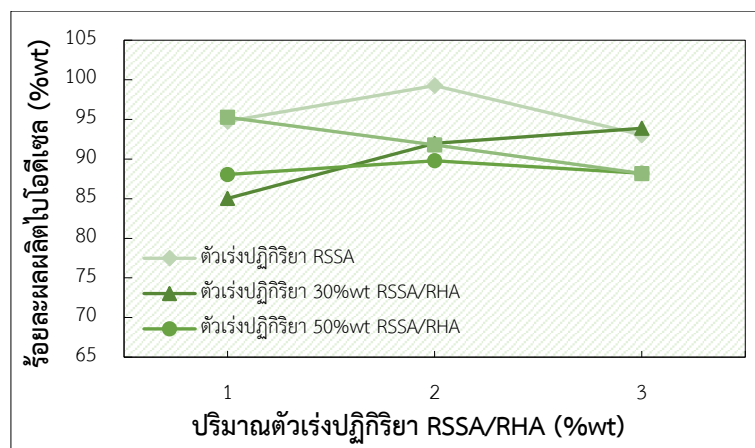 105
100
95
90
85
80
75
70
65
ร้อยละผลผลิตไบโอดีเซล (%wt)
ตัวเร่งปฏิกิริยา RSSA
ตัวเร่งปฏิกิริยา 30%wt RSSA/RHA
ตัวเร่งปฏิกิริยา 50%wt RSSA/RHA
1 2 3
ปริมาณตัวเร่งปฏิกิริยา RSSA/RHA (%wt)